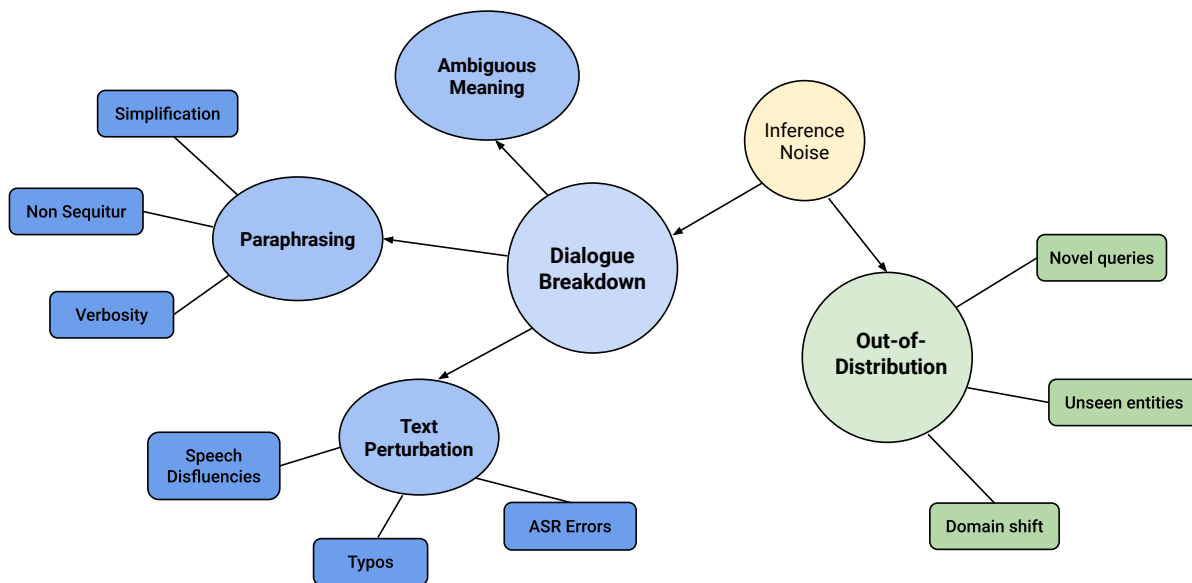 Ambiguous
Meaning
Inference
Noise
Simplification
Non Sequitur
Paraphrasing
Verbosity
Dialogue
Breakdown
Novel queries
Out-of-
Distribution
Unseen entities
Domain shift
Text
Perturbation
Speech
Disfluencies
ASR Errors
Typos